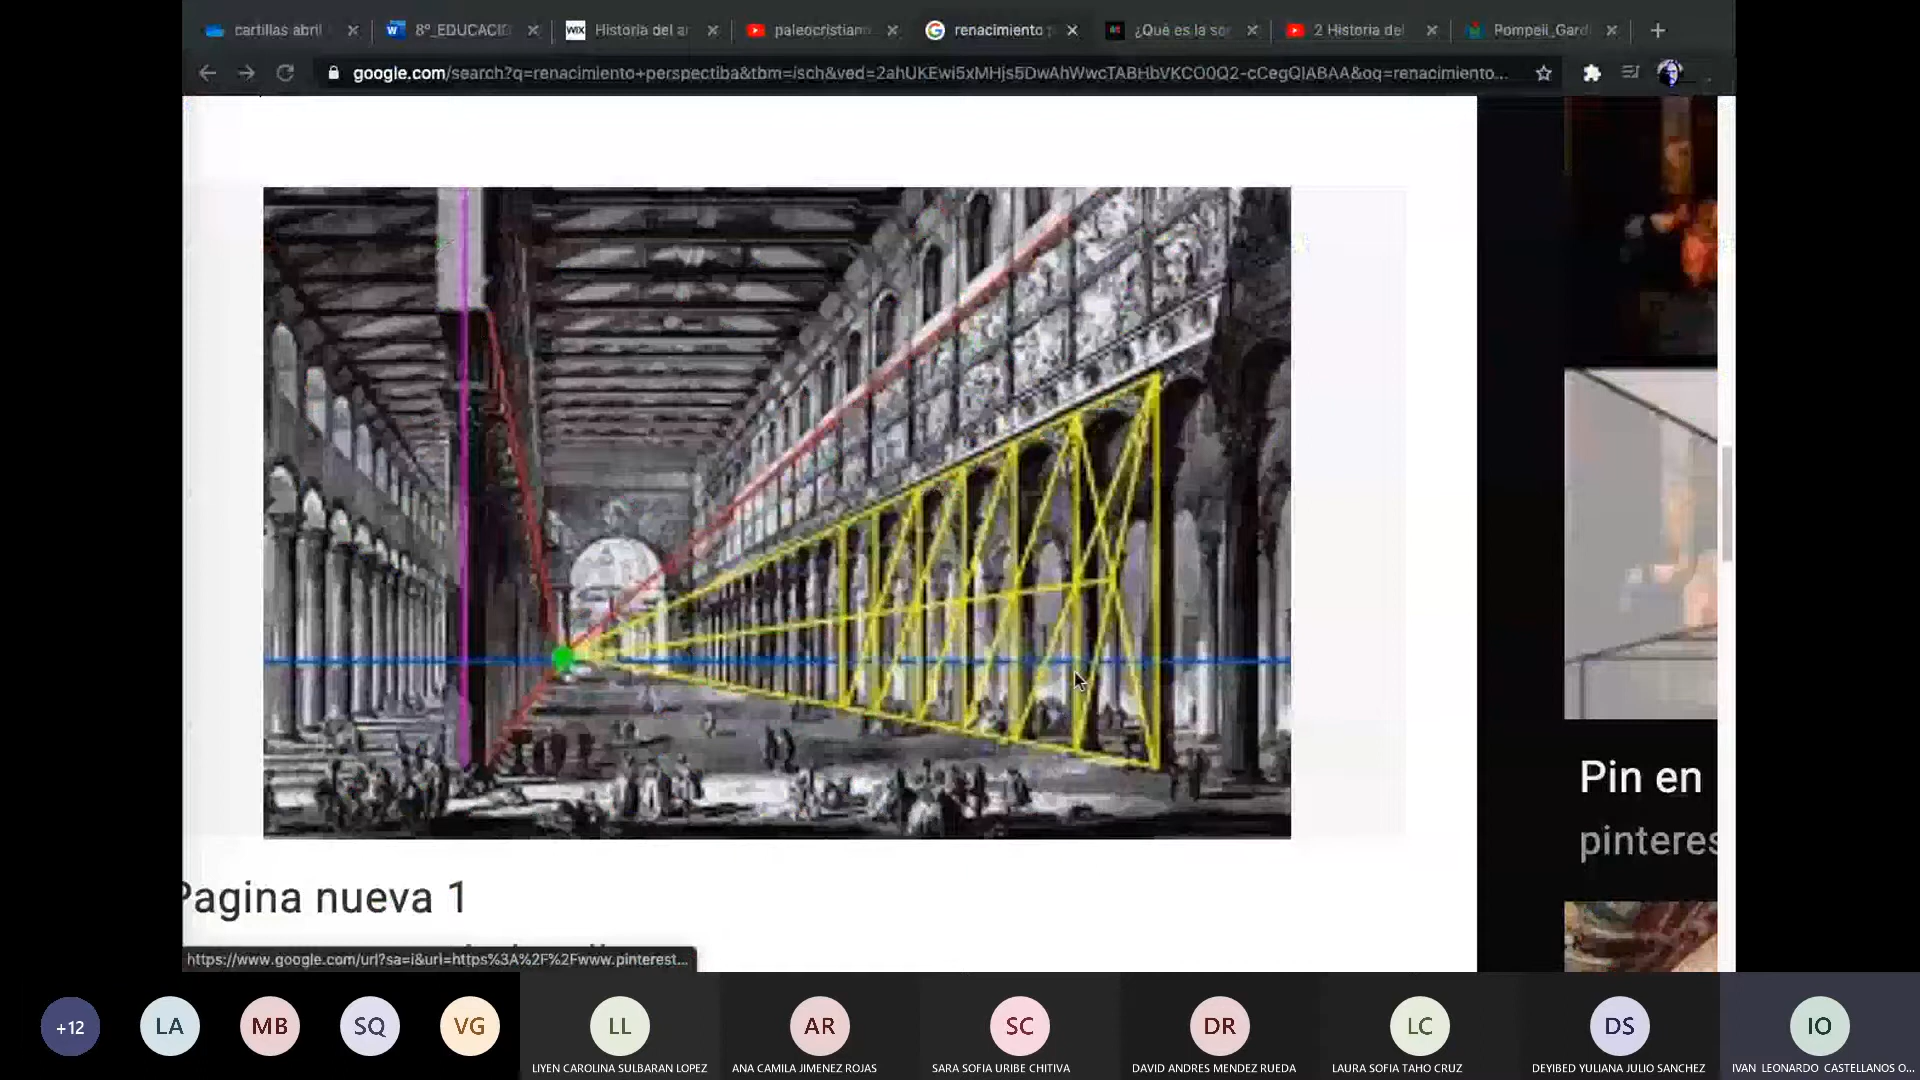 cartillas abril
8º_EDUCACIÓ
WIX Historia del a
paleocristiano
renacimiento p
¿Qué es la so
2 Historia del
Pompeii_Gard
google.com/search?q=renacimiento+perspectiba&tbm=isch&ved=2ahUKEwi5xMHjs5DwAhWwcTABHbVKCO0Q2-cCegQIABAA&oq=renacimiento...
Pin en
pinteres
Pagina nueva 1
https://www.google.com/url?sa=i&url=https%3A%2F%2Fwww.pinterest...
+12
LA
MB
SQ
VG
LL
AR
SC
DR
LC
DS
IO
LIYEN CAROLINA SULBARAN LOPEZ
ANA CAMILA JIMENEZ ROJAS
SARA SOFIA URIBE CHITIVA
DAVID ANDRES MENDEZ RUEDA
LAURA SOFIA TAHO CRUZ
DEYIBED YULIANA JULIO SANCHEZ
IVAN LEONARDO CASTELLANOS O...